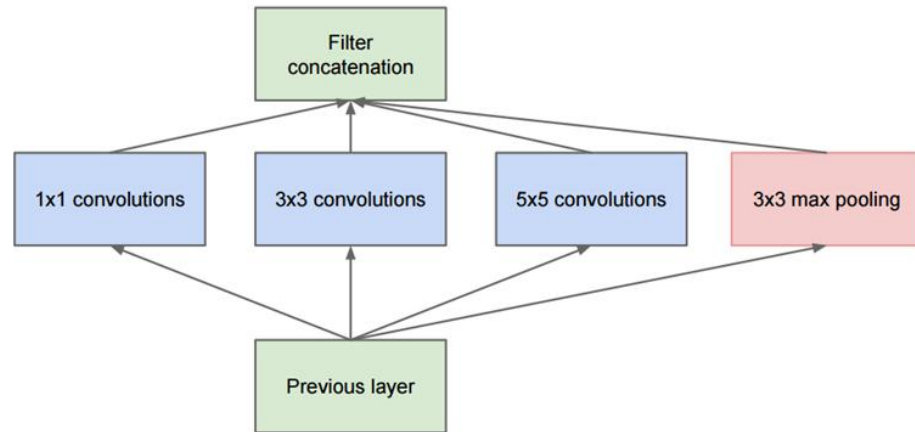 Filter
concatenation
1x1 convolutions
3x3 convolutions
5x5 convolutions
3x3 max pooling
Previous layer